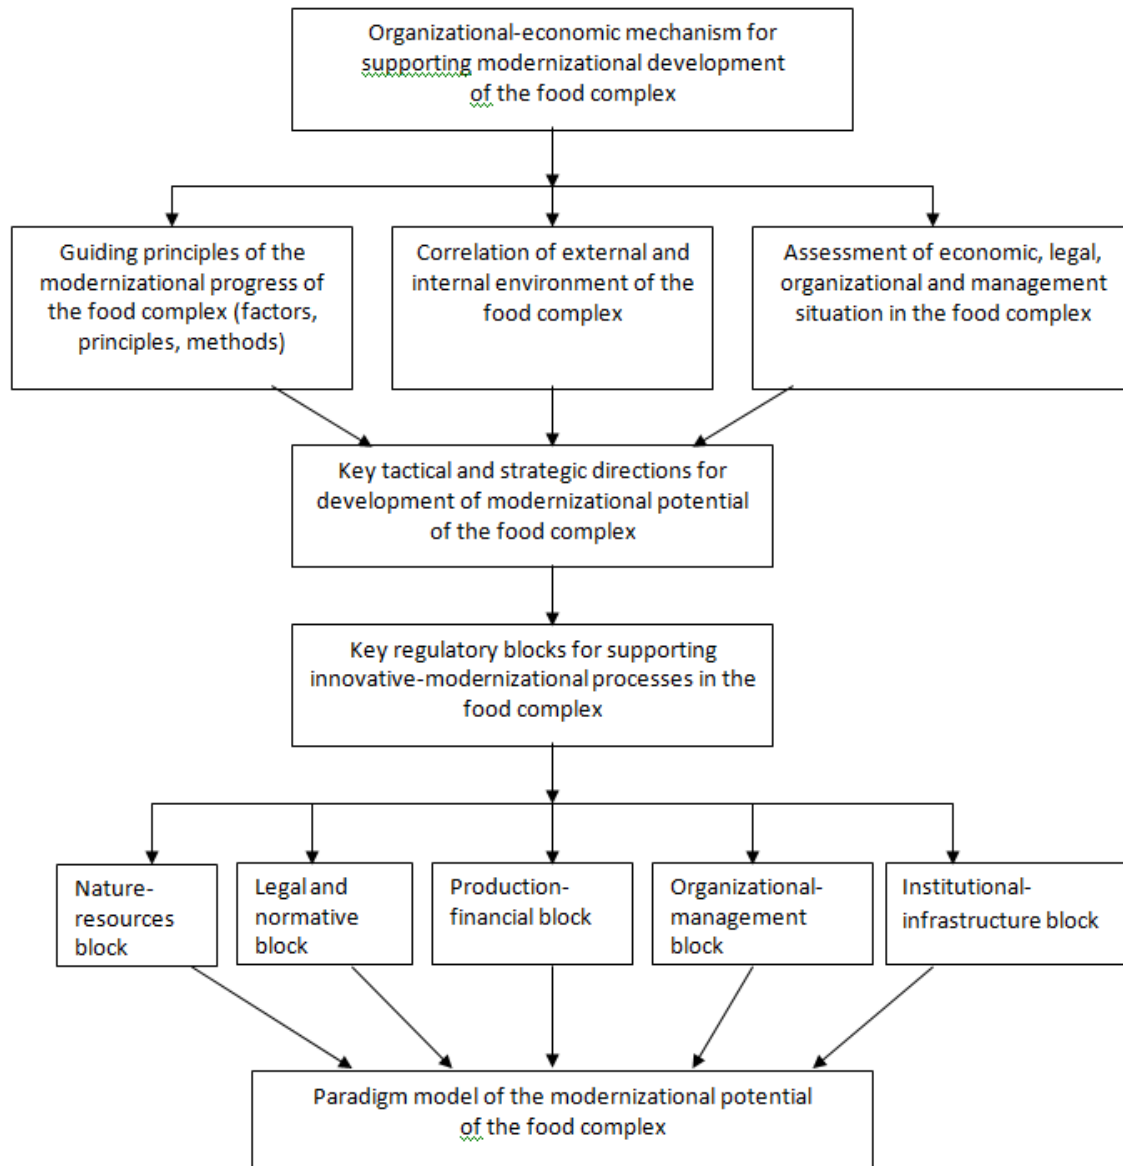 Organizational-economic mechanism for
supporting modernizational development
of the food complex
Guiding principles of the
modernizational progress of
the food complex (factors,
principles, methods)
Correlation of external and
internal environment of the
food complex
Assessment of economic, legal,
organizational and management
situation in the food complex
Key tactical and strategic directions for
development of modernizational potential
of the food complex
Key regulatory blocks for supporting
innovative-modernizational processes in the
food complex
Nature-
resources
block
Legal and
normative
block
Production-
financial block
Organizational-
management
block
Institutional-
infrastructure block
Paradigm model of the modernizational potential
of the food complex